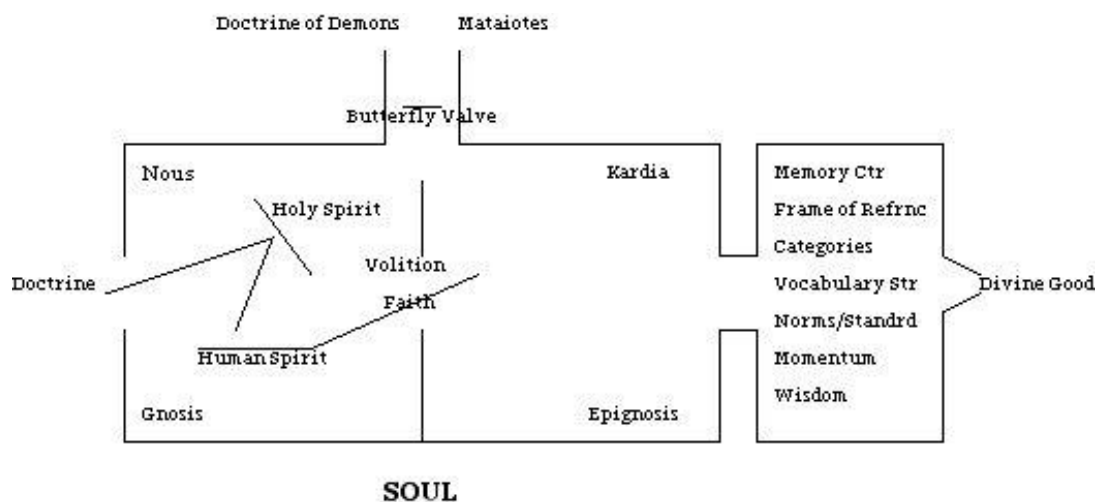 Doctrine of Demons Mataiotes
Butterfly Valve
Nous Kardia Memory Ctr
Holy Spirit Frame of Refrnc
Categories
Volition
Doctrine Vocabulary Str Divine Good
Faith
Norms/Standrd
Human Spirit Momentum
Wisdom
Gnosis Epignosis
SOUL